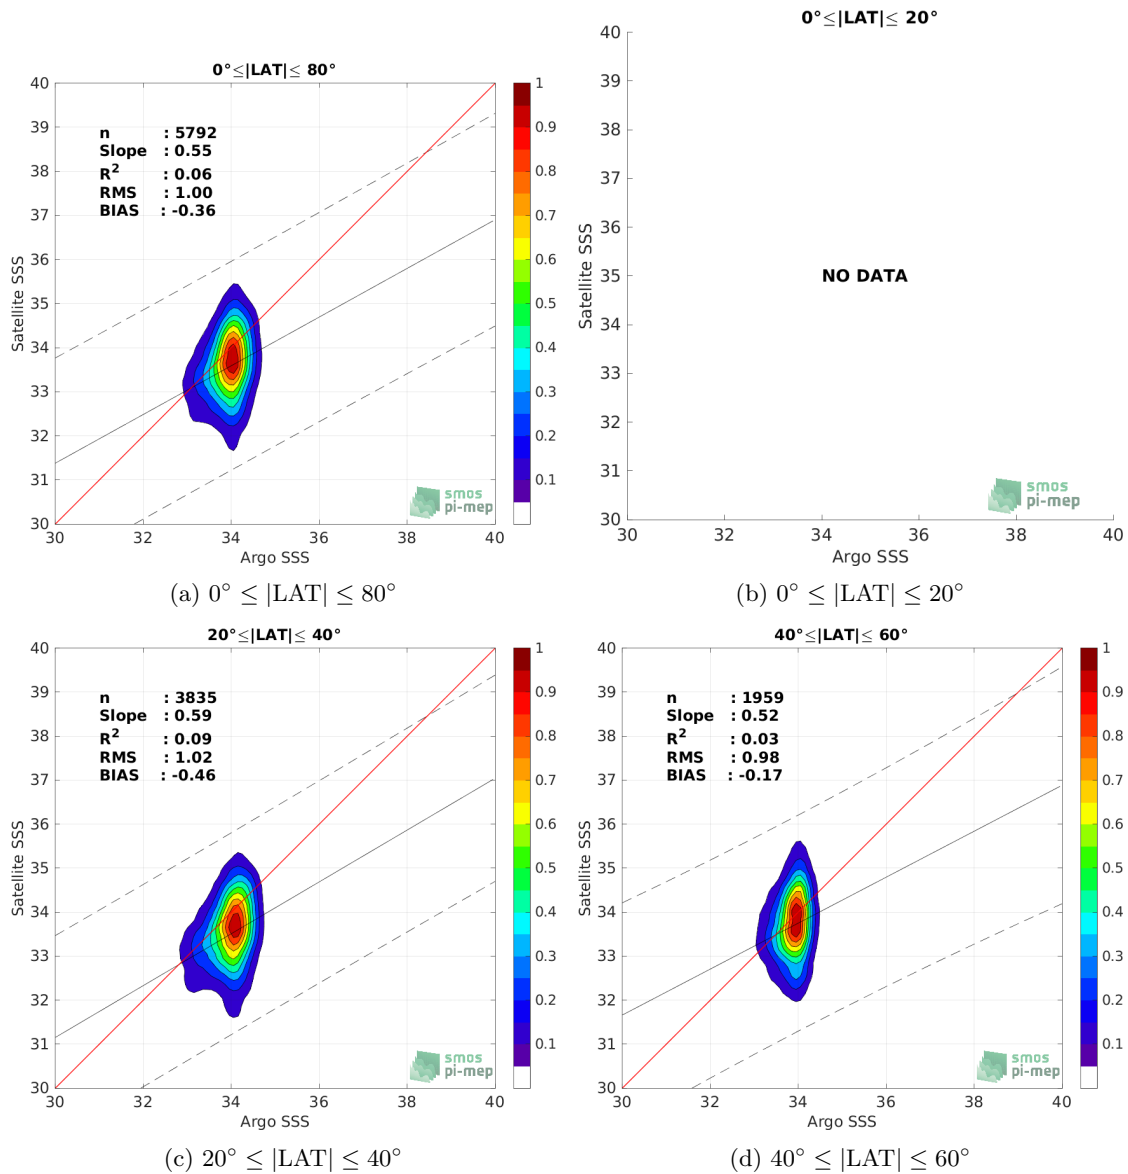 0°≤|LAT|≤ 80°
40
39
38
37
36
35
34
33
32
31
30
30
32
34
36
38
40
Satellite SSS
Argo SSS
n : 5792
Slope : 0.55
R² : 0.06
RMS : 1.00
BIAS : -0.36
1
0.9
0.8
0.7
0.6
0.5
0.4
0.3
0.2
0.1
smos
pi-mep
(a) 0° ≤ |LAT| ≤ 80°
0°≤|LAT|≤ 20°
40
39
38
37
36
35
34
33
32
31
30
30
32
34
36
38
40
Satellite SSS
Argo SSS
NO DATA
smos
pi-mep
(b) 0° ≤ |LAT| ≤ 20°
20°≤|LAT|≤ 40°
40
39
38
37
36
35
34
33
32
31
30
30
32
34
36
38
40
Satellite SSS
Argo SSS
n : 3835
Slope : 0.59
R² : 0.09
RMS : 1.02
BIAS : -0.46
1
0.9
0.8
0.7
0.6
0.5
0.4
0.3
0.2
0.1
smos
pi-mep
(c) 20° ≤ |LAT| ≤ 40°
40°≤|LAT|≤ 60°
40
39
38
37
36
35
34
33
32
31
30
30
32
34
36
38
40
Satellite SSS
Argo SSS
n : 1959
Slope : 0.52
R² : 0.03
RMS : 0.98
BIAS : -0.17
1
0.9
0.8
0.7
0.6
0.5
0.4
0.3
0.2
0.1
smos
pi-mep
(d) 40° ≤ |LAT| ≤ 60°